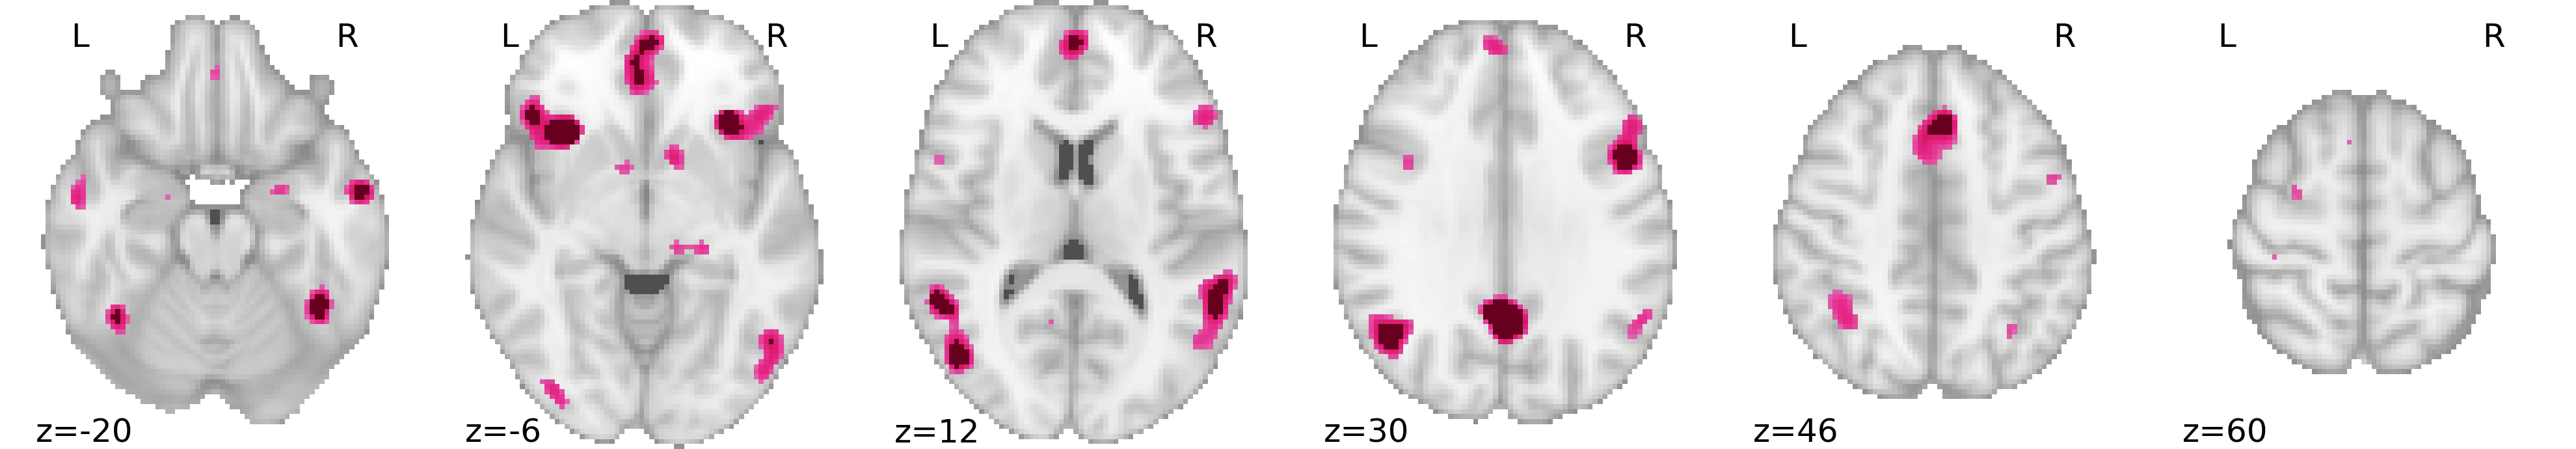 L R L R L R L R L R L R
z=-20 z=-6 z=12 z=30 z=46 z=60